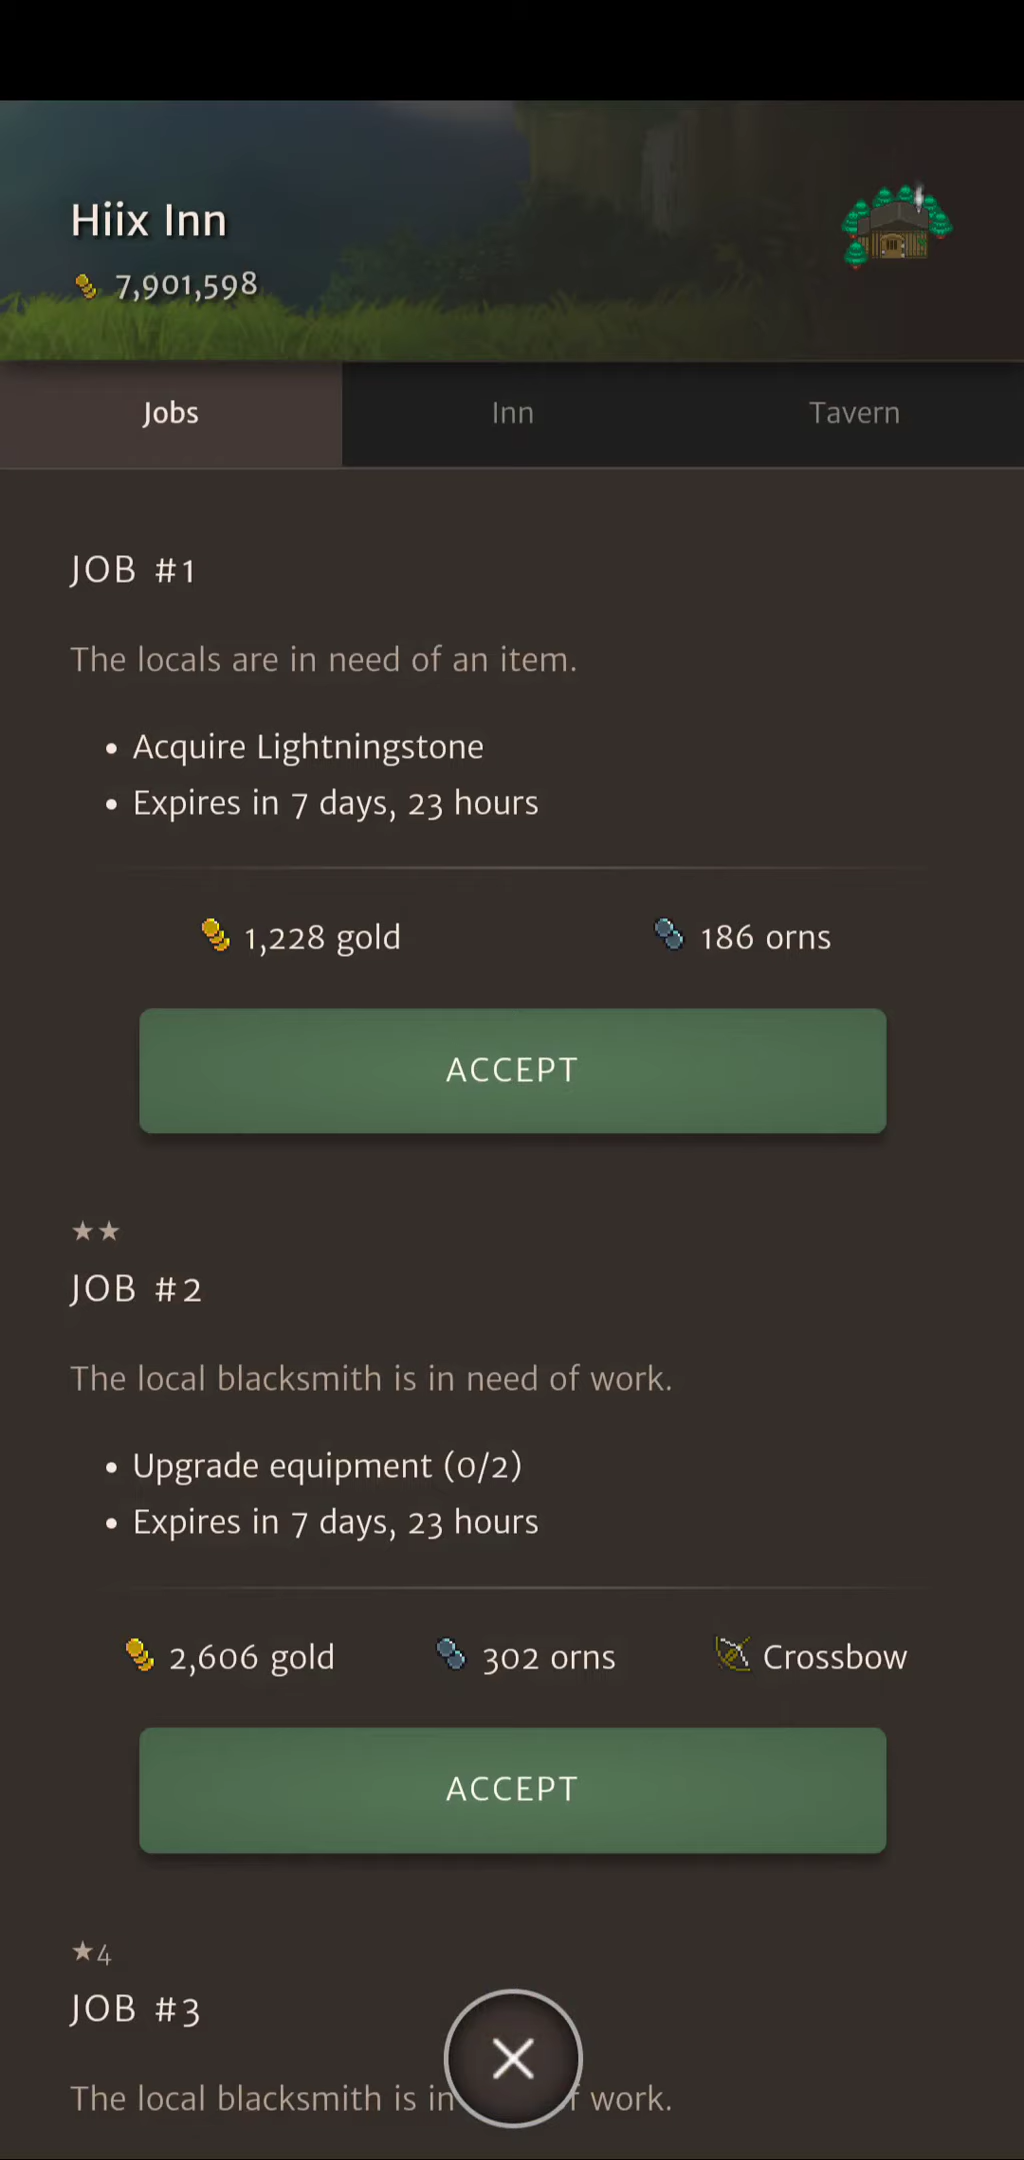 Hiix Inn
7,901,598
Jobs
Inn
Tavern
JOB #1
The locals are in need of an item.
• Acquire Lightningstone
• Expires in 7 days, 23 hours
1,228 gold
186 orns
ACCEPT
★★
JOB #2
The local blacksmith is in need of work.
• Upgrade equipment (0/2)
• Expires in 7 days, 23 hours
2,606 gold
302 orns
Crossbow
ACCEPT
★4
JOB #3
The local blacksmith is in work.